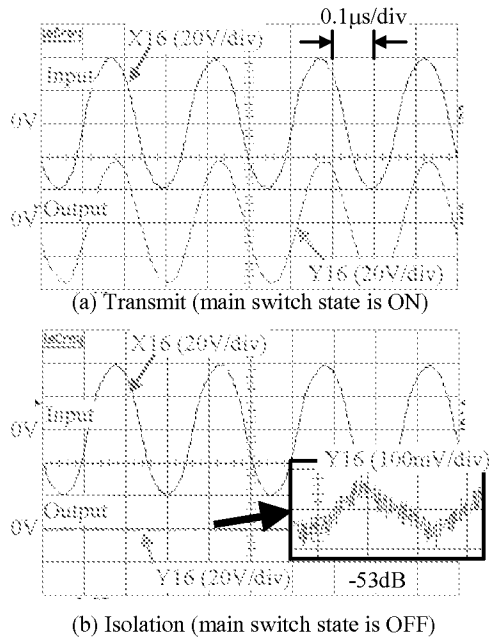 0.1µs/div
X16 (20V/div)
Input
0V
0V
Output
Y16 (20V/div)
(a) Transmit (main switch state is ON)
X16 (20V/div)
Input
0V
Y16 (100mV/div)
Output
0V
Y16 (20V/div)
-53dB
(b) Isolation (main switch state is OFF)